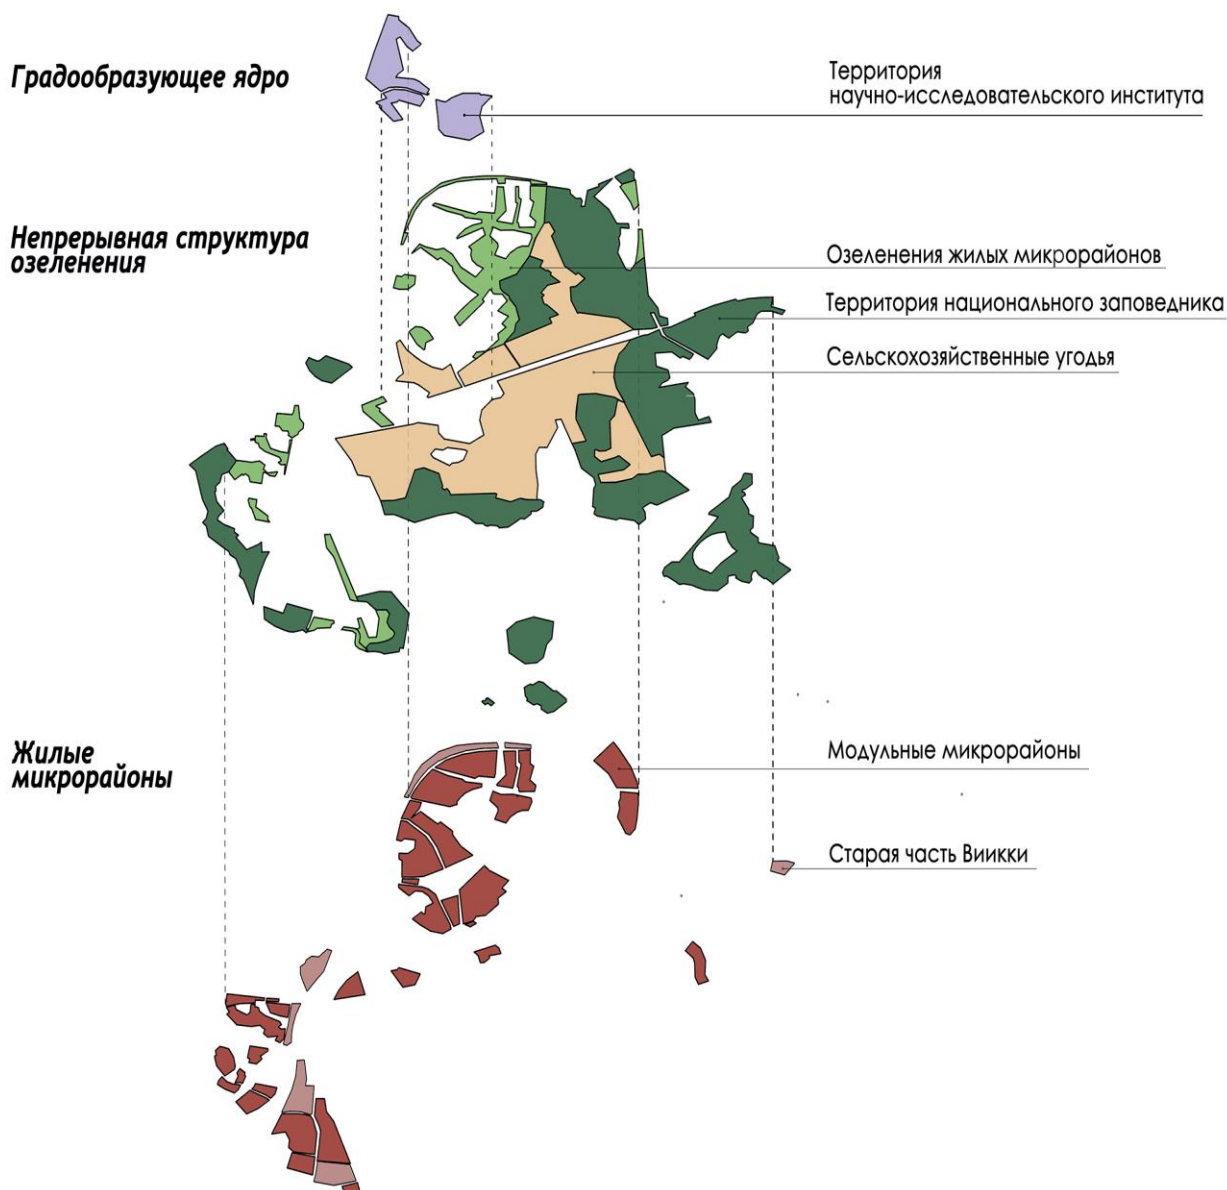 Градообразующее ядро
Территория
научно-исследовательского института
Непрерывная структура
озеленения
Озеленения жилых микрорайонов
Территория национального заповедника
Сельскохозяйственные угодья
Жилые
микрорайоны
Модульные микрорайоны
Старая часть Виикки